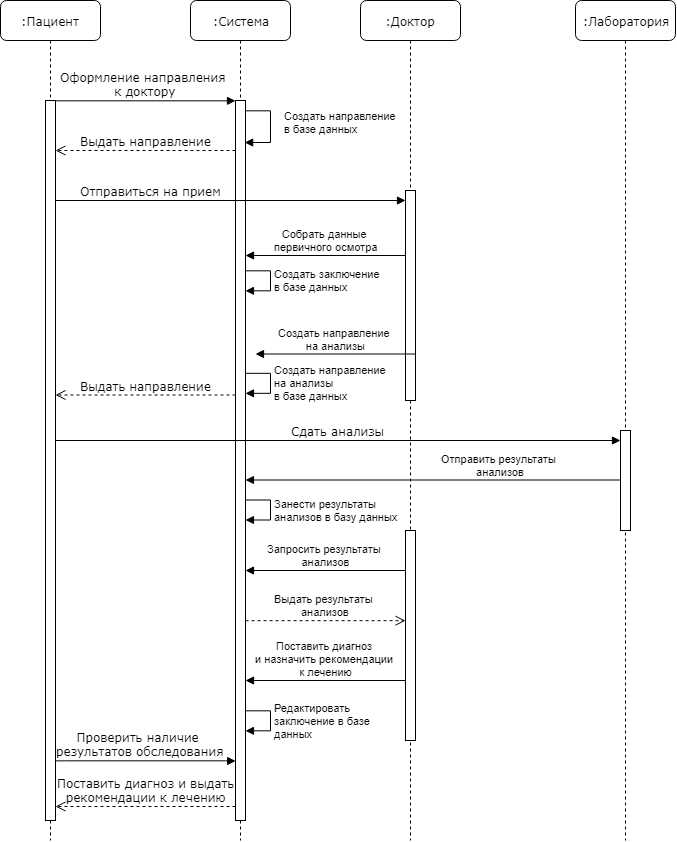 :Пациент
:Система
:Доктор
:Лаборатория
Оформление направления
к доктору
Создать направление
в базе данных
Выдать направление
Отправиться на прием
Собрать данные
первичного осмотра
Создать заключение
в базе данных
Создать направление
на анализы
Создать направление
на анализы
в базе данных
Выдать направление
Сдать анализы
Отправить результаты
анализов
Занести результаты
анализов в базу данных
Запросить результаты
анализов
Выдать результаты
анализов
Поставить диагноз
и назначить рекомендации
к лечению
Редактировать
заключение в базе
данных
Проверить наличие
результатов обследования
Поставить диагноз и выдать
рекомендации к лечению